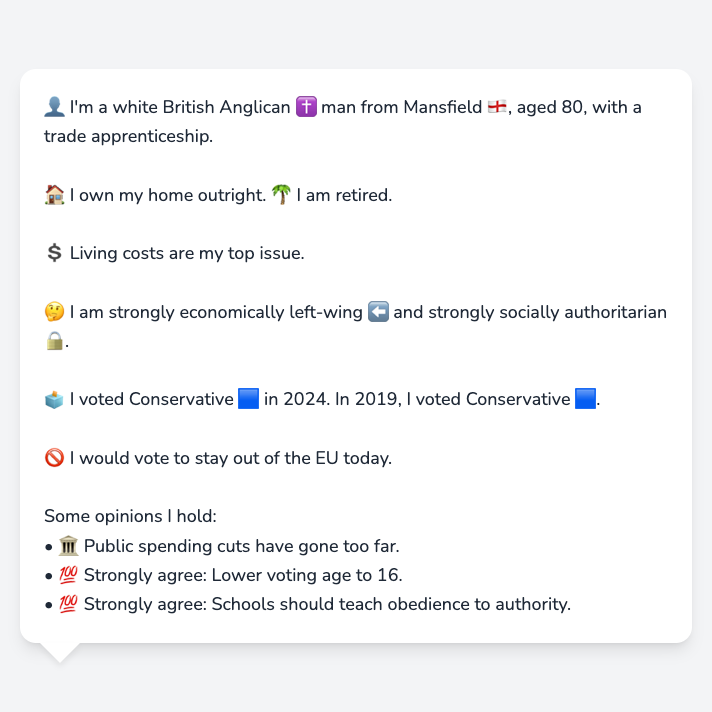 👤 I'm a white British Anglican ✝️ man from Mansfield 🏴󠁧󠁢󠁥󠁮󠁧󠁿, aged 80, with a
trade apprenticeship.
🏠 I own my home outright. 🌴 I am retired.
💲 Living costs are my top issue.
🤔 I am strongly economically left-wing ⬅️ and strongly socially authoritarian
🔒.
🗳️ I voted Conservative 🟦 in 2024. In 2019, I voted Conservative 🟦.
🚫 I would vote to stay out of the EU today.
Some opinions I hold:
• 🏛️ Public spending cuts have gone too far.
• 💯 Strongly agree: Lower voting age to 16.
• 💯 Strongly agree: Schools should teach obedience to authority.